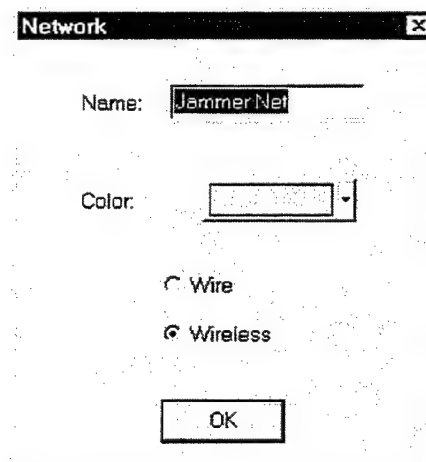 Network
Name: Jammer Net
Color:
Wire
Wireless
OK